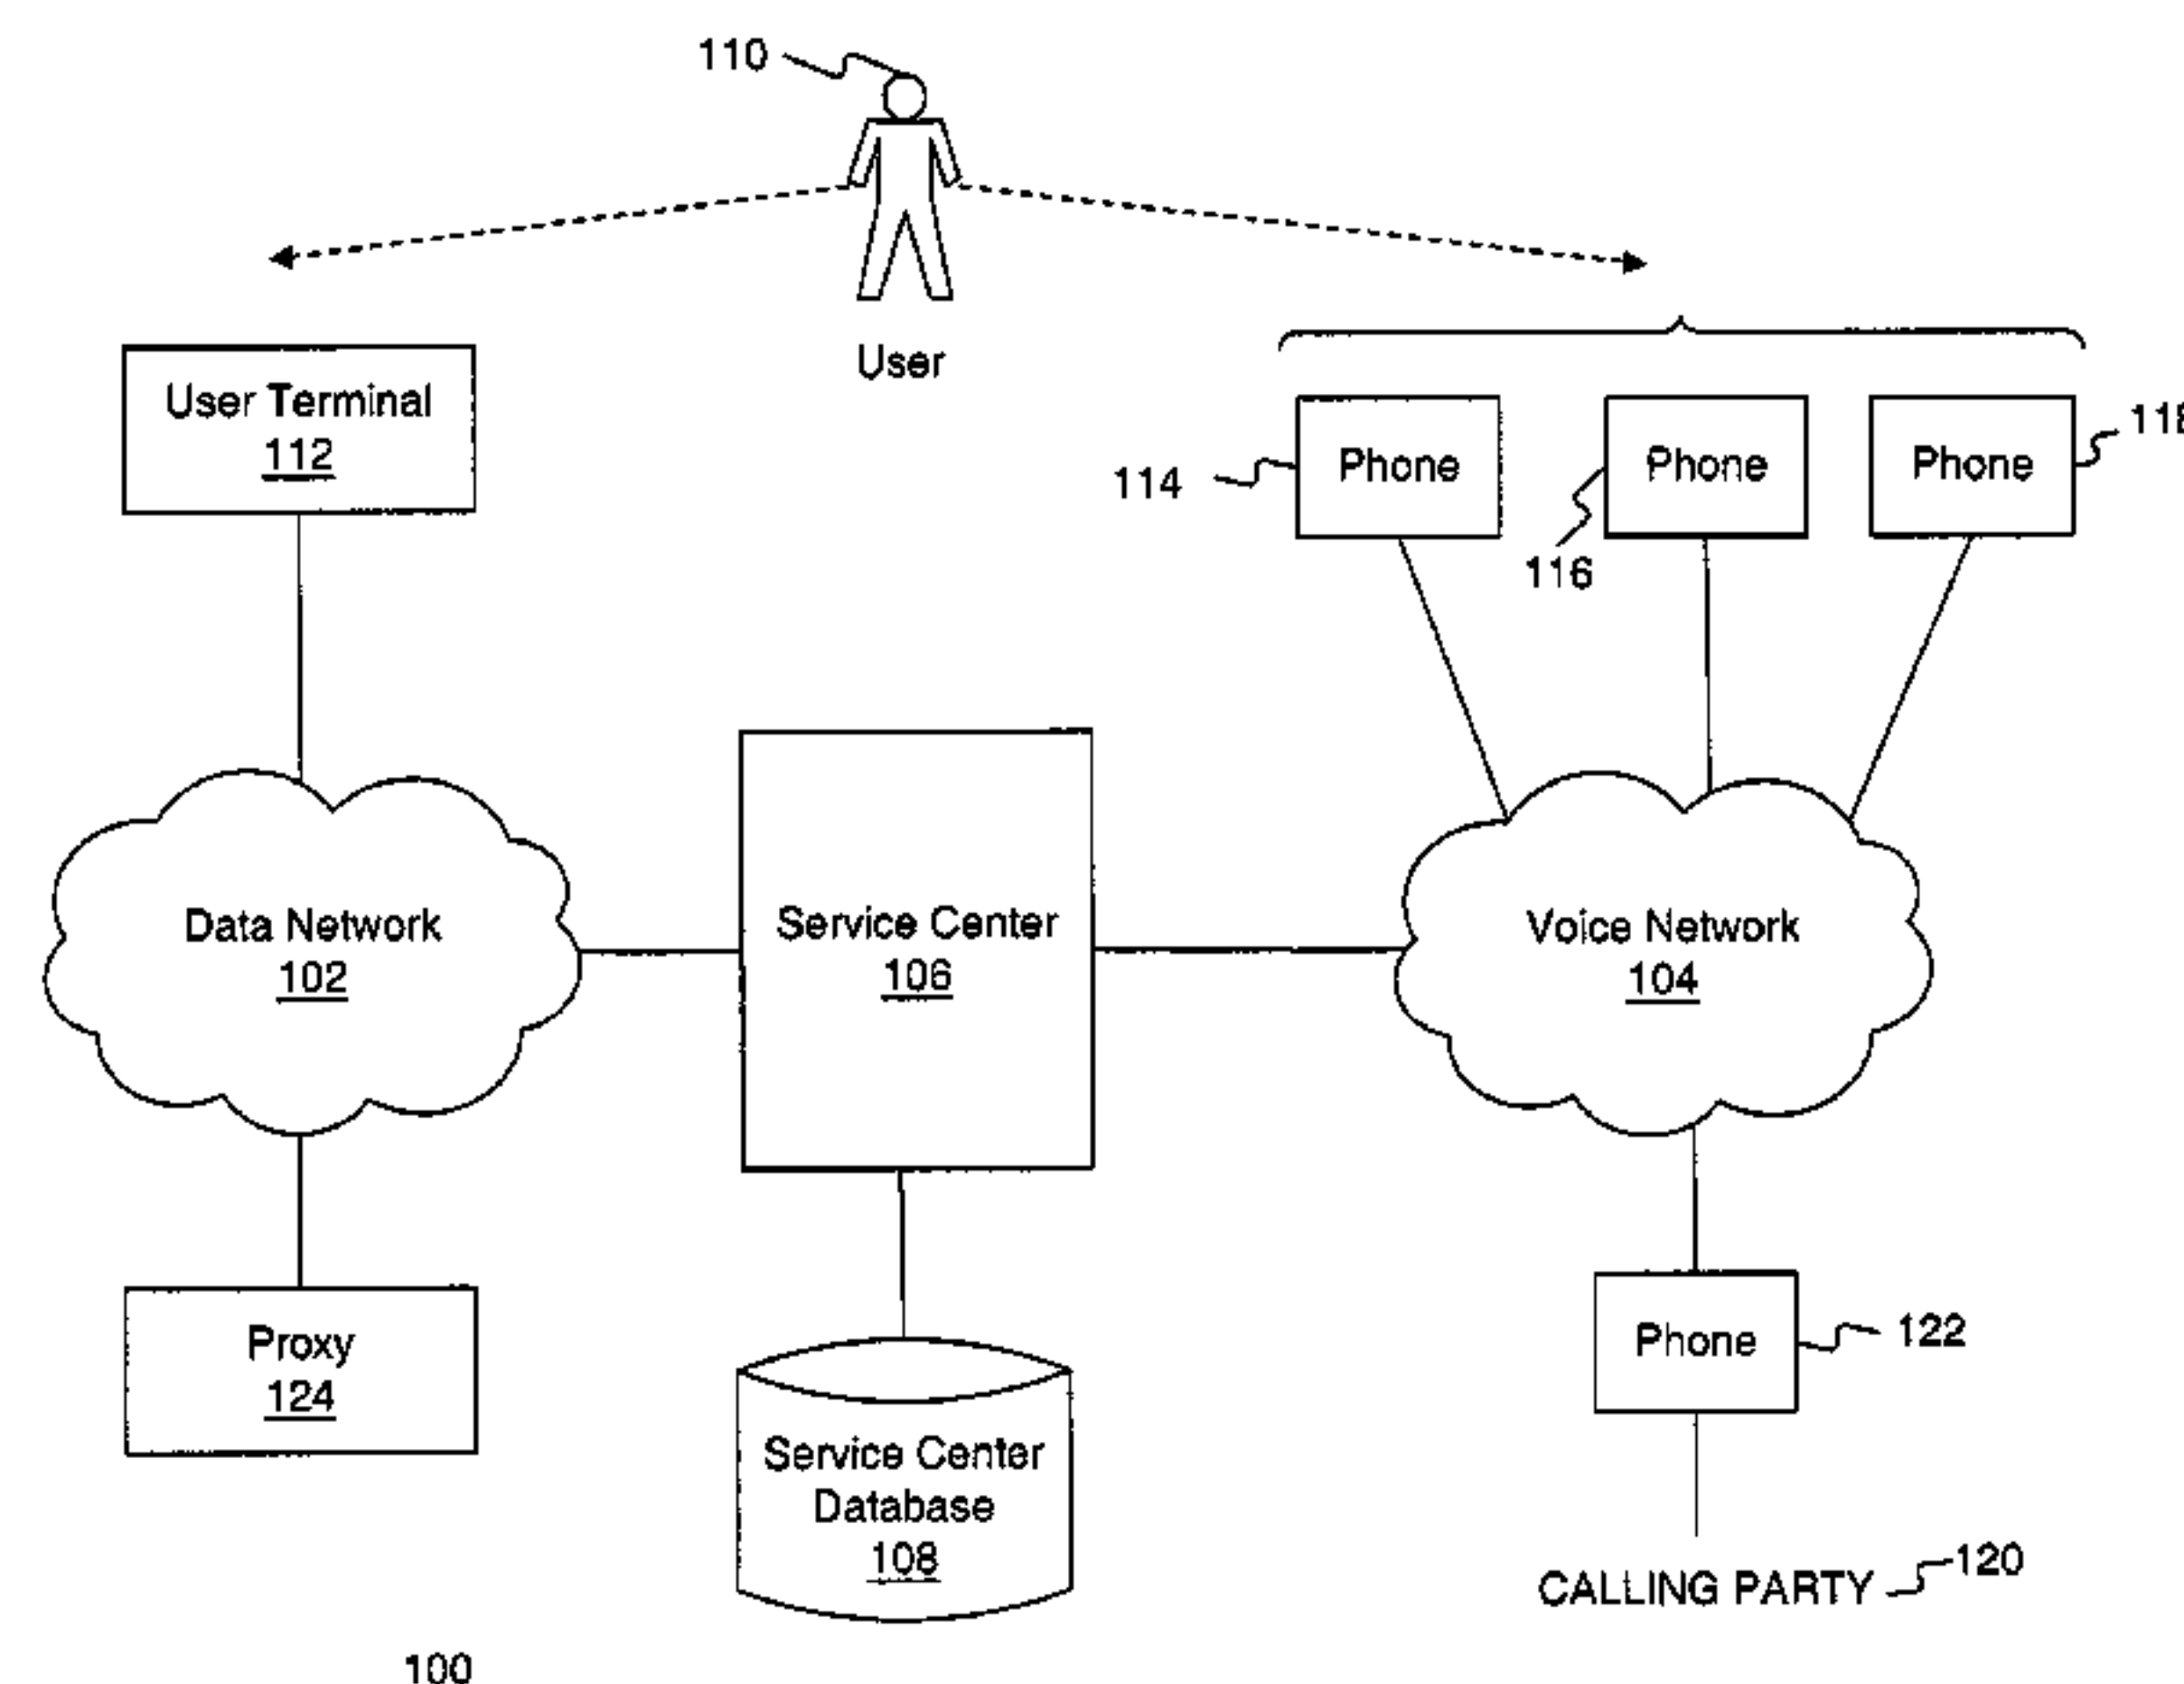 110
User
User Terminal
112
114
Phone
116
Phone
Phone
Data Network
102
Service Center
106
Voice Network
104
Proxy
124
Service Center
Database
108
Phone
122
CALLING PARTY
120
100